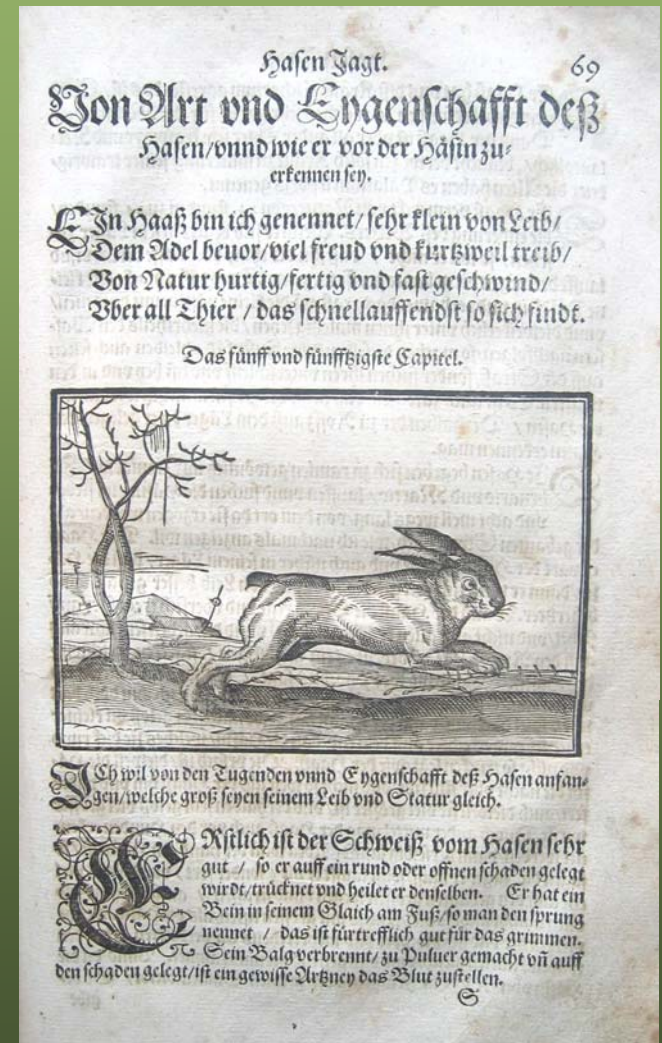 Hasen Jagt. 69
Von Art vnd Eygenschafft deß
Hasen/vnnd wie er vor der Häsin zu-
erkennen sey.
EIn Haaß bin ich genennet/ sehr klein von Leib/
Dem Adel beuor/viel freud vnd kurtzweil treib/
Von Natur hurtig/fertig vnd fast geschwind/
Vber all Thier / das schnellauffendst so sich findt.
Das fünff vnd fünfftzigste Capitel.
ICh wil von den Tugenden vnnd Eygenschafft deß Hasen anfan-
gen/welche groß seyen seinem Leib vnd Statur gleich.
ERstlich ist der Schweiß vom Hasen sehr
gut / so er auff ein rund oder offnen schaden gelegt
wirdt/trücknet vnd heilet er denselben. Er hat ein
Bein in seinem Glaich am Fuß/so man den sprung
nennet / das ist fürtrefflich gut für das grimmen.
Sein Balg verbrennt/ zu Puluer gemacht vñ auff
den schaden gelegt/ist ein gewisse Artzney das Blut zustellen.
S